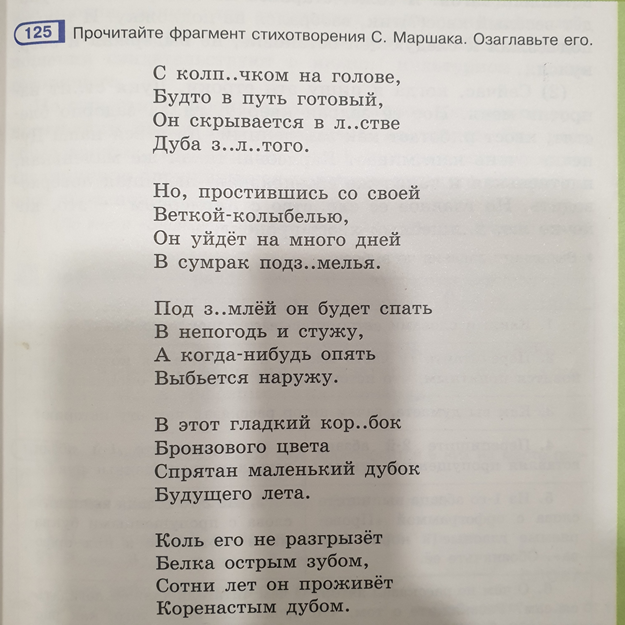 125 Прочитайте фрагмент стихотворения С. Маршака. Озаглавьте его.
С колп..чком на голове,
Будто в путь готовый,
Он скрывается в л..стве
Дуба з..л..того.
Но, простившись со своей
Веткой-колыбелью,
Он уйдёт на много дней
В сумрак подз..мелья.
Под з..млёй он будет спать
В непогодь и стужу,
А когда-нибудь опять
Выбьется наружу.
В этот гладкий кор..бок
Бронзового цвета
Спрятан маленький дубок
Будущего лета.
Коль его не разгрызёт
Белка острым зубом,
Сотни лет он проживёт
Коренастым дубом.